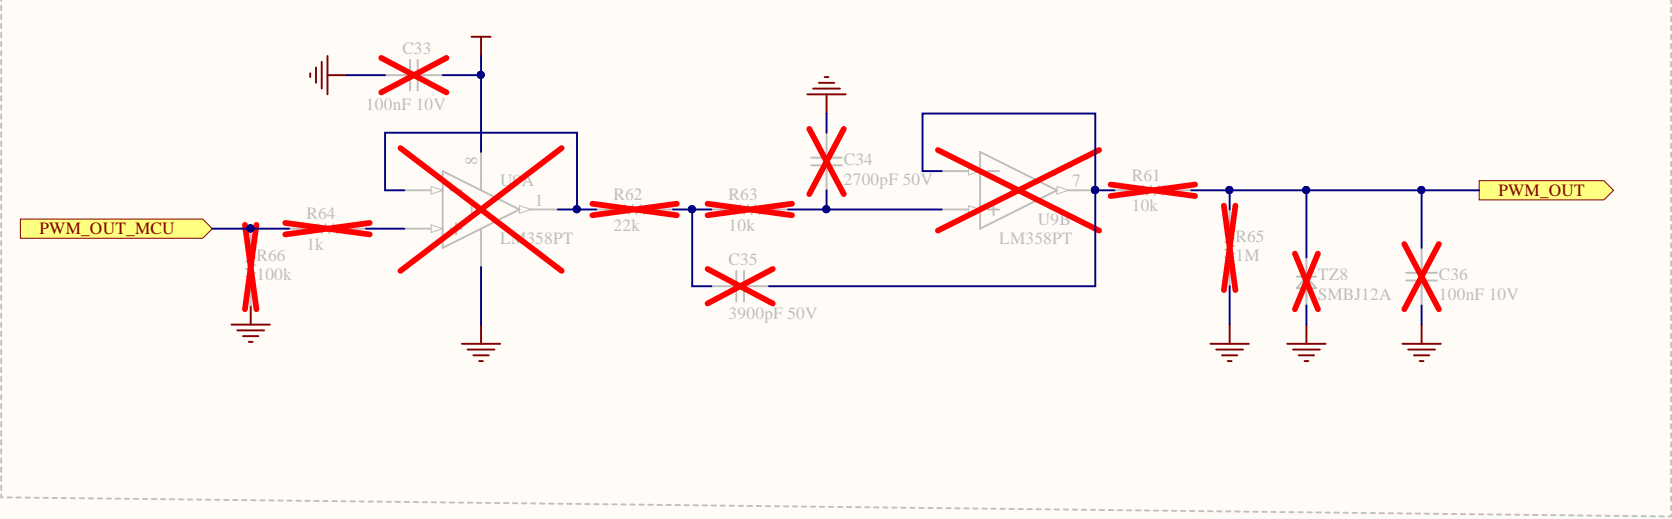 C33
100nF 10V
8
U9A
1
LM358PT
PWM_OUT_MCU
R64
1k
R66
100k
R62
22k
R63
10k
C34
2700pF 50V
C35
3900pF 50V
7
U9B
LM358PT
R61
10k
PWM_OUT
R65
1M
TZ8
SMBJ12A
C36
100nF 10V